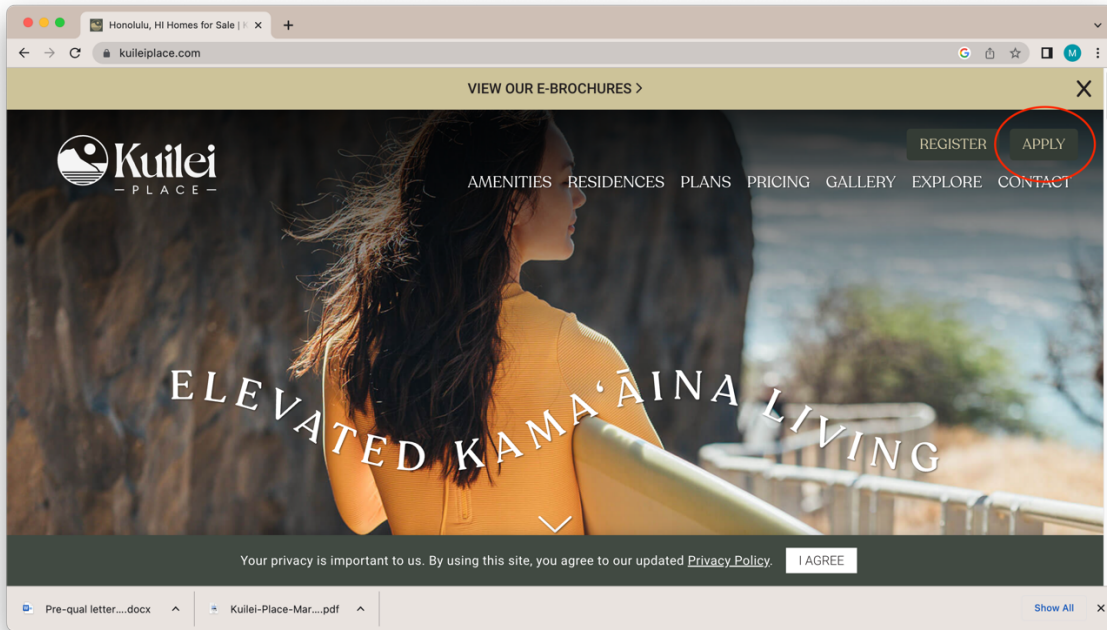 Honolulu, HI Homes for Sale | K
kuileiplace.com
M
VIEW OUR E-BROCHURES >
X
Kuilei
— PLACE —
REGISTER
APPLY
AMENITIES RESIDENCES PLANS PRICING GALLERY EXPLORE CONTACT
ELEVATED KAMAʻĀINA LIVING
Your privacy is important to us. By using this site, you agree to our updated Privacy Policy. I AGREE
Pre-qual letter....docx
Kuilei-Place-Mar....pdf
Show All